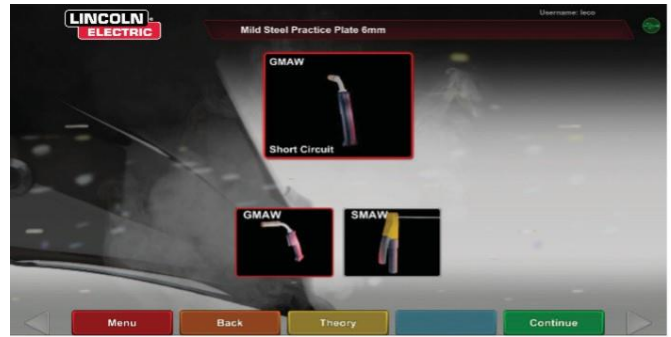 LINCOLN
ELECTRIC
Username: leco
Mild Steel Practice Plate 6mm
GMAW
Short Circuit
GMAW
SMAW
Menu
Back
Theory
Continue